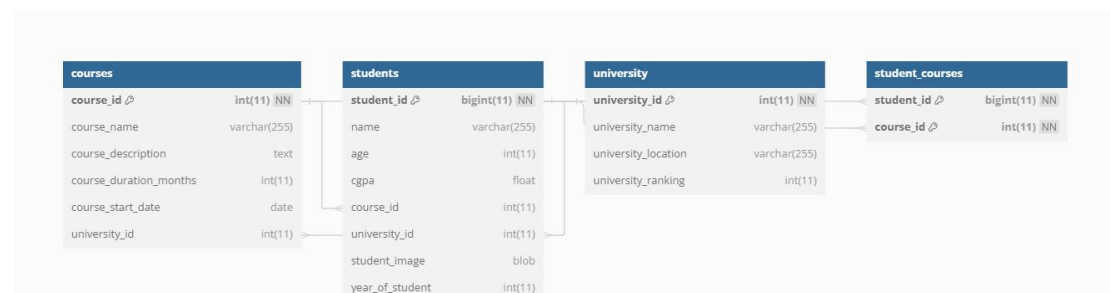 courses
course_id int(11) NN
course_name varchar(255)
course_description text
course_duration_months int(11)
course_start_date date
university_id int(11)
students
student_id bigint(11) NN
name varchar(255)
age int(11)
cgpa float
course_id int(11)
university_id int(11)
student_image blob
year_of_student int(11)
university
university_id int(11) NN
university_name varchar(255)
university_location varchar(255)
university_ranking int(11)
student_courses
student_id bigint(11) NN
course_id int(11) NN